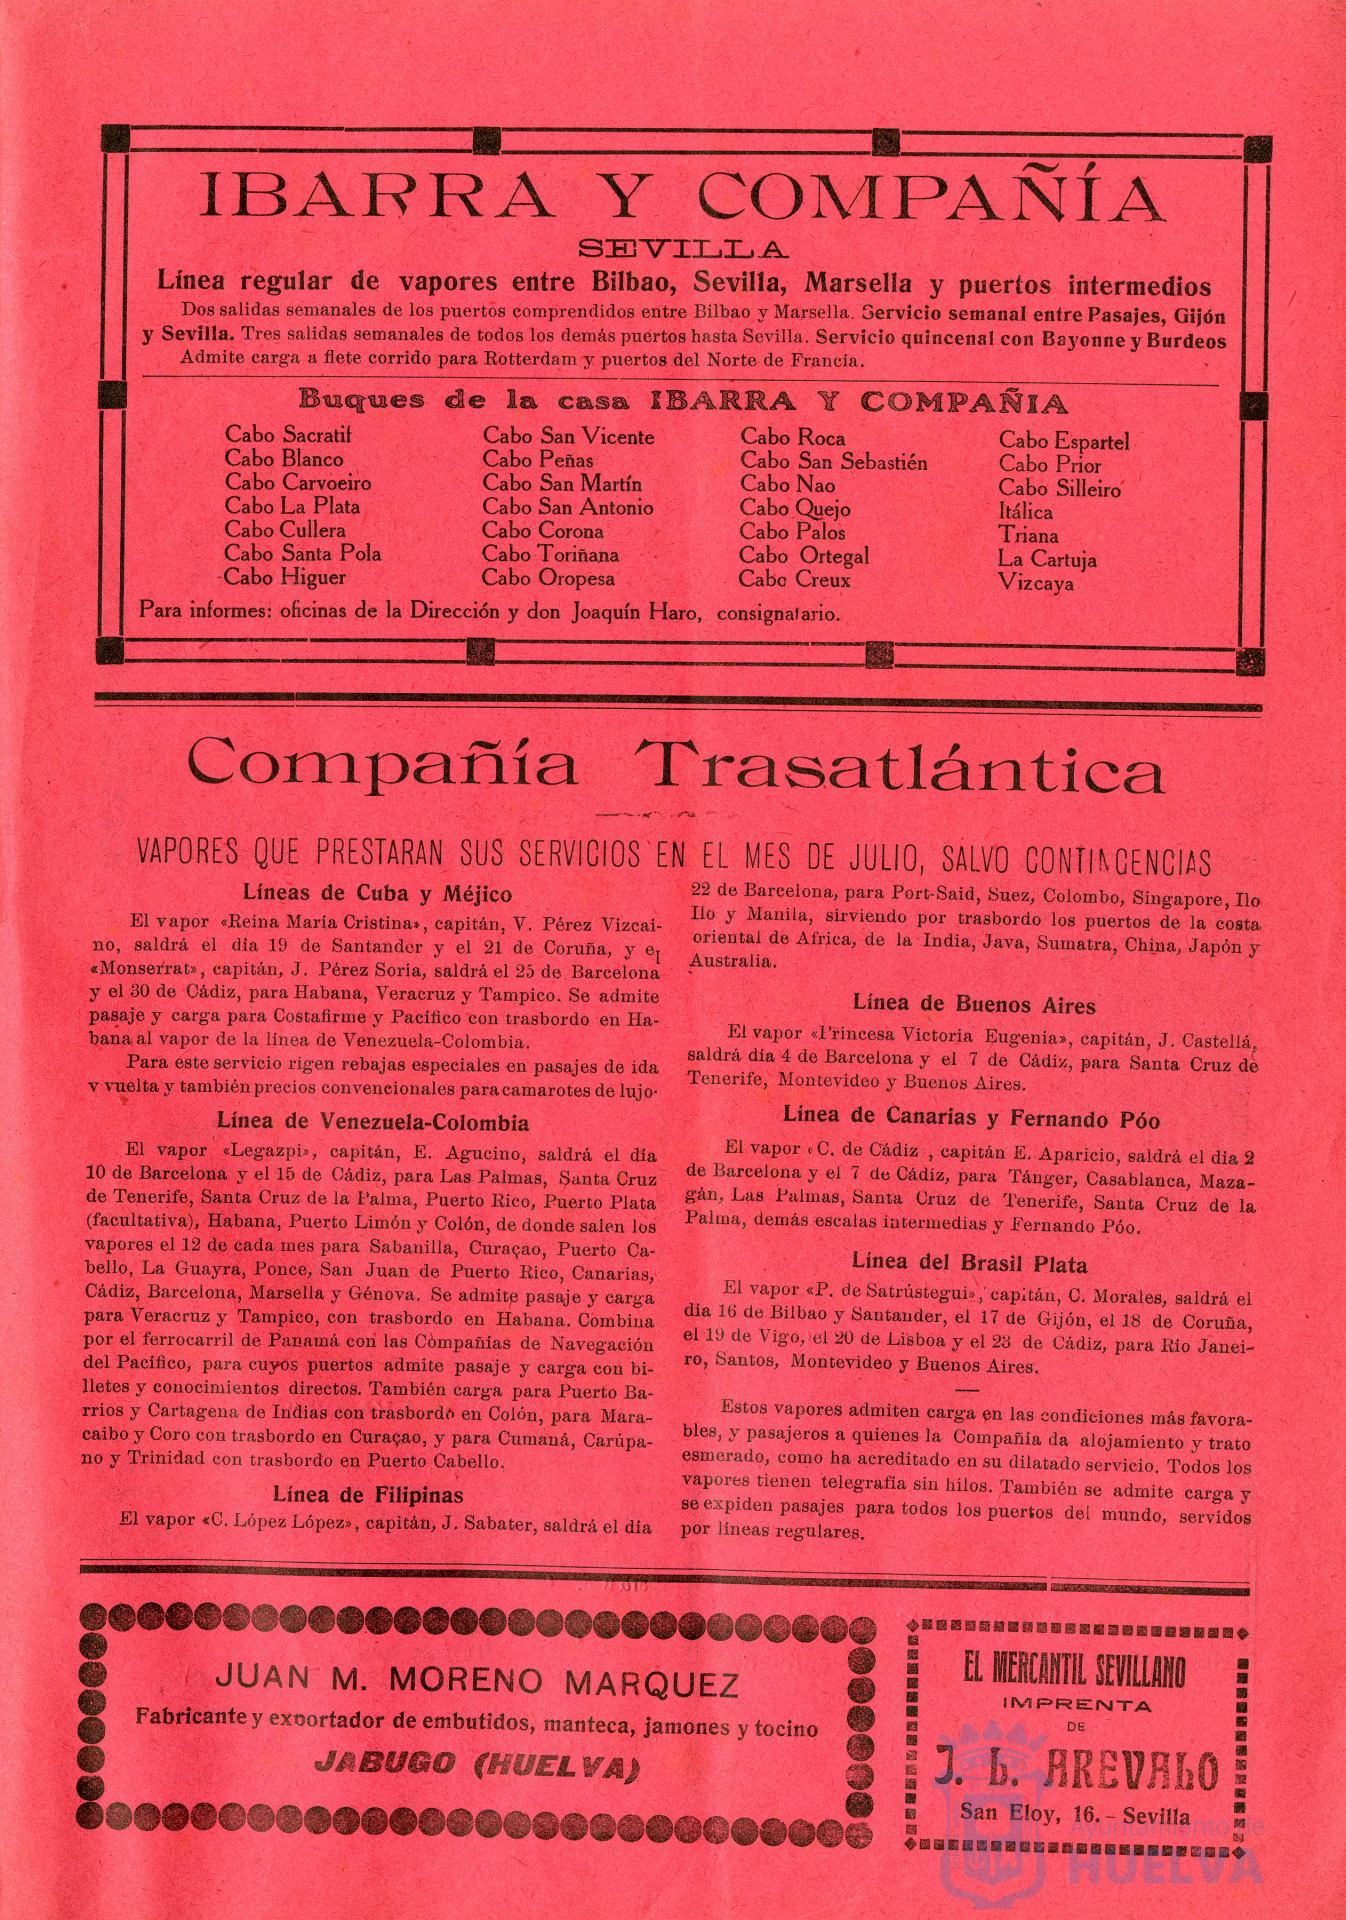 IBARRA Y COMPAÑÍA
SEVILLA
Línea regular de vapores entre Bilbao, Sevilla, Marsella y puertos intermedios
Dos salidas semanales de los puertos comprendidos entre Bilbao y Marsella. Servicio semanal entre Pasajes, Gijón
y Sevilla. Tres salidas semanales de todos los demás puertos hasta Sevilla. Servicio quincenal con Bayonne y Burdeos
Admite carga a flete corrido para Rotterdam y puertos del Norte de Francia.
Buques de la casa IBARRA Y COMPAÑIA
Cabo Sacratif
Cabo Blanco
Cabo Carvoeiro
Cabo La Plata
Cabo Cullera
Cabo Santa Pola
Cabo Higuer
Cabo San Vicente
Cabo Peñas
Cabo San Martín
Cabo San Antonio
Cabo Corona
Cabo Toriñana
Cabo Oropesa
Cabo Roca
Cabo San Sebastién
Cabo Nao
Cabo Quejo
Cabo Palos
Cabo Ortegal
Cabo Creux
Cabo Espartel
Cabo Prior
Cabo Silleiro
Itálica
Triana
La Cartuja
Vizcaya
Para informes: oficinas de la Dirección y don Joaquín Haro, consignatario.
Compañía Trasatlántica
VAPORES QUE PRESTARAN SUS SERVICIOS EN EL MES DE JULIO, SALVO CONTINGENCIAS
Líneas de Cuba y Méjico
El vapor «Reina María Cristina», capitán, V. Pérez Vizcai-
no, saldrá el día 19 de Santander y el 21 de Coruña, y el
«Monserrat», capitán, J. Pérez Soria, saldrá el 25 de Barcelona
y el 30 de Cádiz, para Habana, Veracruz y Tampico. Se admite
pasaje y carga para Costafirme y Pacífico con trasbordo en Ha-
bana al vapor de la línea de Venezuela-Colombia.
Para este servicio rigen rebajas especiales en pasajes de ida
y vuelta y también precios convencionales para camarotes de lujo.
Línea de Venezuela-Colombia
El vapor «Legazpi», capitán, E. Agucino, saldrá el día
10 de Barcelona y el 15 de Cádiz, para Las Palmas, Santa Cruz
de Tenerife, Santa Cruz de la Palma, Puerto Rico, Puerto Plata
(facultativa), Habana, Puerto Limón y Colón, de donde salen los
vapores el 12 de cada mes para Sabanilla, Curaçao, Puerto Ca-
bello, La Guayra, Ponce, San Juan de Puerto Rico, Canarias,
Cádiz, Barcelona, Marsella y Génova. Se admite pasaje y carga
para Veracruz y Tampico, con trasbordo en Habana. Combina
por el ferrocarril de Panamá con las Compañías de Navegación
del Pacífico, para cuyos puertos admite pasaje y carga con bi-
lletes y conocimientos directos. También carga para Puerto Ba-
rrios y Cartagena de Indias con trasbordo en Colón, para Mara-
caibo y Coro con trasbordo en Curaçao, y para Cumaná, Carúpa-
no y Trinidad con trasbordo en Puerto Cabello.
Línea de Filipinas
El vapor «C. López López», capitán, J. Sabater, saldrá el día
22 de Barcelona, para Port-Said, Suez, Colombo, Singapore, Ilo
Ilo y Manila, sirviendo por trasbordo los puertos de la costa
oriental de Africa, de la India, Java, Sumatra, China, Japón y
Australia.
Línea de Buenos Aires
El vapor «Princesa Victoria Eugenia», capitán, J. Castellá,
saldrá día 4 de Barcelona y el 7 de Cádiz, para Santa Cruz de
Tenerife, Montevideo y Buenos Aires.
Línea de Canarias y Fernando Póo
El vapor «C. de Cádiz», capitán E. Aparicio, saldrá el dia 2
de Barcelona y el 7 de Cádiz, para Tánger, Casablanca, Maza-
gán, Las Palmas, Santa Cruz de Tenerife, Santa Cruz de la
Palma, demás escalas intermedias y Fernando Póo.
Línea del Brasil Plata
El vapor «P. de Satrústegui», capitán, C. Morales, saldrá el
dia 16 de Bilbao y Santander, el 17 de Gijón, el 18 de Coruña,
el 19 de Vigo, el 20 de Lisboa y el 23 de Cádiz, para Río Janei-
ro, Santos, Montevideo y Buenos Aires.
Estos vapores admiten carga en las condiciones más favora-
bles, y pasajeros a quienes la Compañía da alojamiento y trato
esmerado, como ha acreditado en su dilatado servicio. Todos los
vapores tienen telegrafía sin hilos. También se admite carga y
se expiden pasajes para todos los puertos del mundo, servidos
por líneas regulares.
JUAN M. MORENO MARQUEZ
Fabricante y exportador de embutidos, manteca, jamones y tocino
JABUGO (HUELVA)
EL MERCANTIL SEVILLANO
IMPRENTA
DE
J. L. AREVALO
San Eloy, 16.-Sevilla
Ayuntamiento de
HUELVA